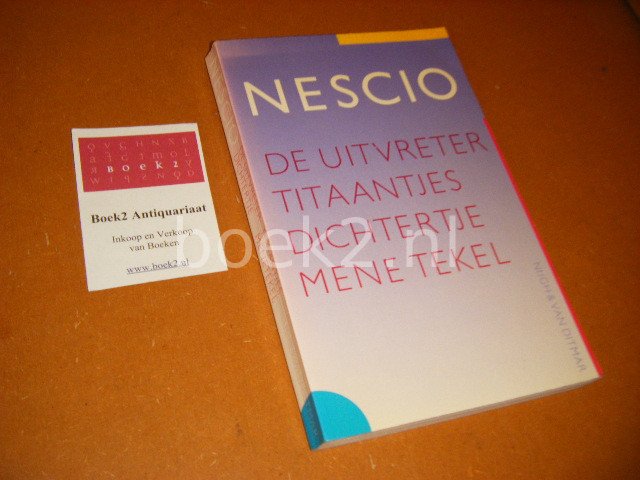 NESCIO
DE UITVRETER
TITAANTJES
DICHTERTJE
MENE TEKEL
NIJGH & VAN DITMAR
BOEK2
Boek2 Antiquariaat
Inkoop en Verkoop
van Boeken
www.boek2.nl
boek2.nl